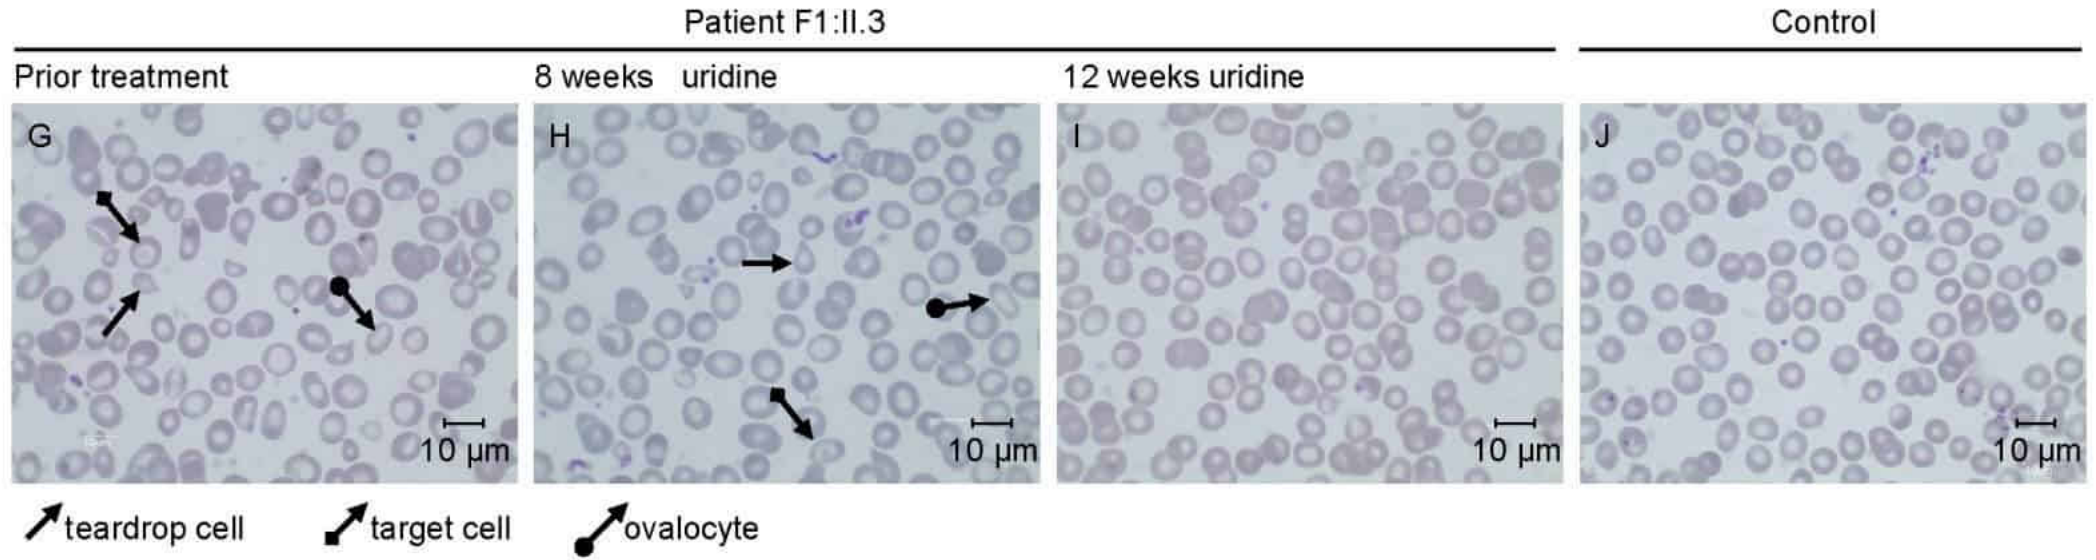 Patient F1:II.3 Control
Prior treatment 8 weeks uridine 12 weeks uridine
G H I J
10 µm 10 µm 10 µm 10 µm
teardrop cell target cell ovalocyte